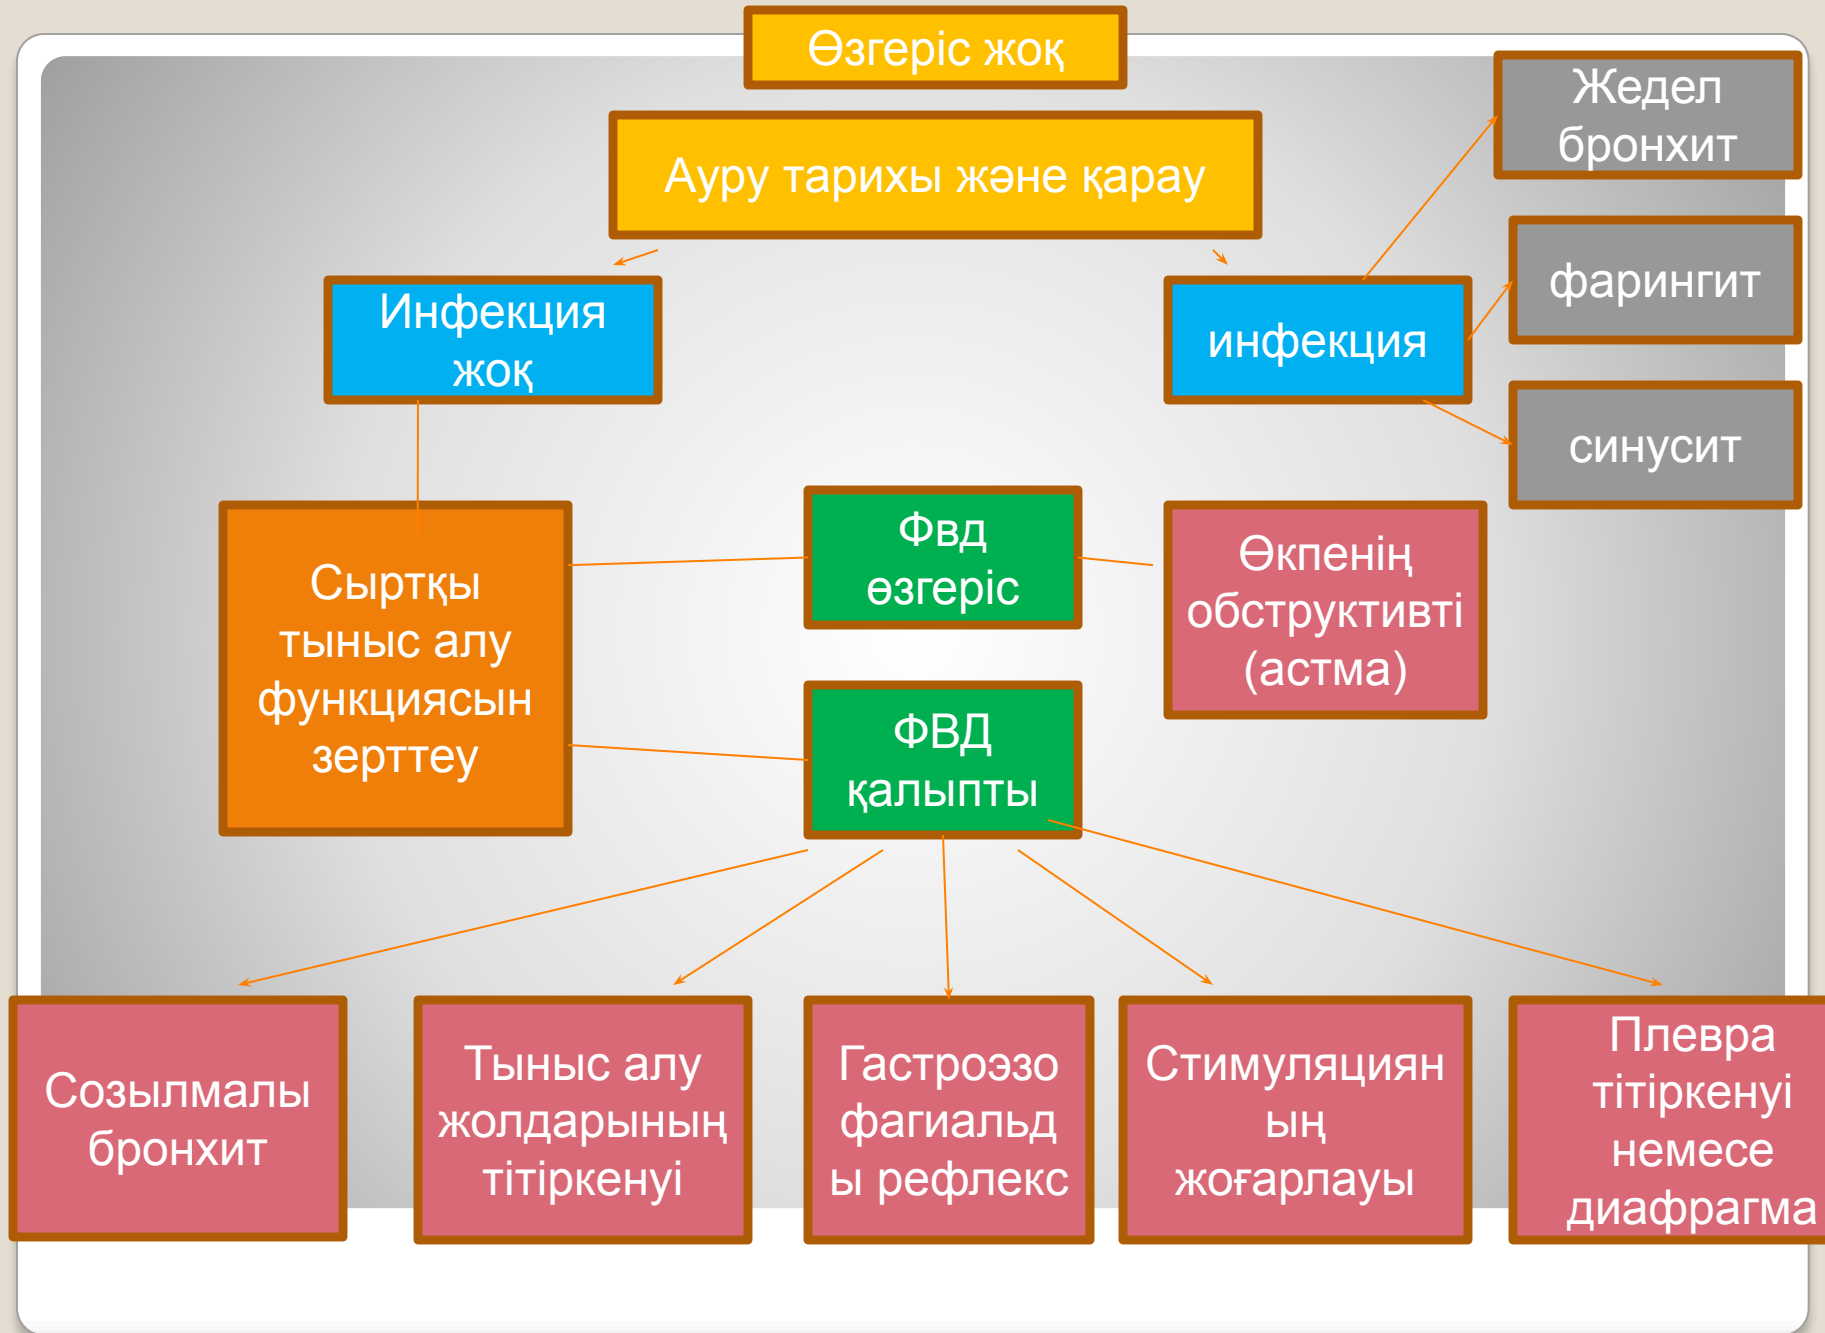 Өзгеріс жоқ
Ауру тарихы және қарау
Жедел
бронхит
фарингит
синусит
Инфекция
жоқ
инфекция
Сыртқы
тыныс алу
функциясын
зерттеу
Фвд
өзгеріс
Өкпенің
обструктивті
(астма)
ФВД
қалыпты
Созылмалы
бронхит
Тыныс алу
жолдарының
тітіркенуі
Гастроэзо
фагиальд
ы рефлекс
Стимуляциян
ың
жоғарлауы
Плевра
тітіркенуі
немесе
диафрагма